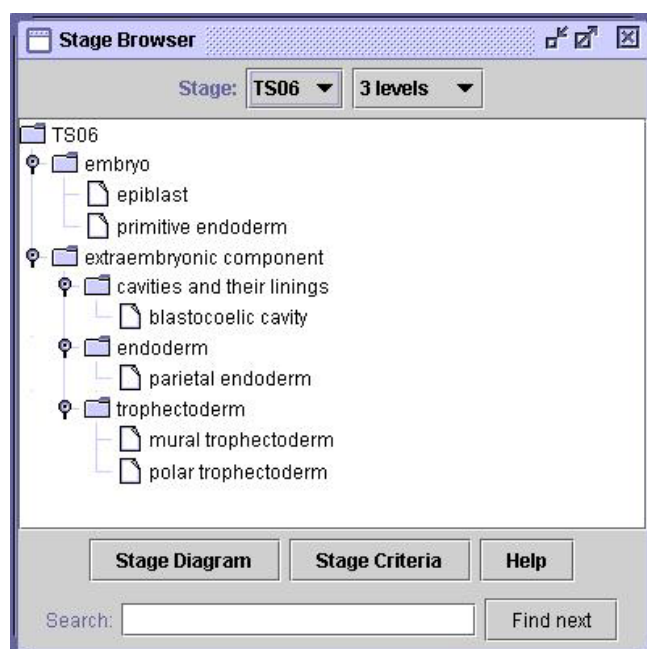 Stage Browser
Stage: TS06 3 levels
TS06
embryo
epiblast
primitive endoderm
extraembryonic component
cavities and their linings
blastocoelic cavity
endoderm
parietal endoderm
trophectoderm
mural trophectoderm
polar trophectoderm
Stage Diagram Stage Criteria Help
Search: Find next